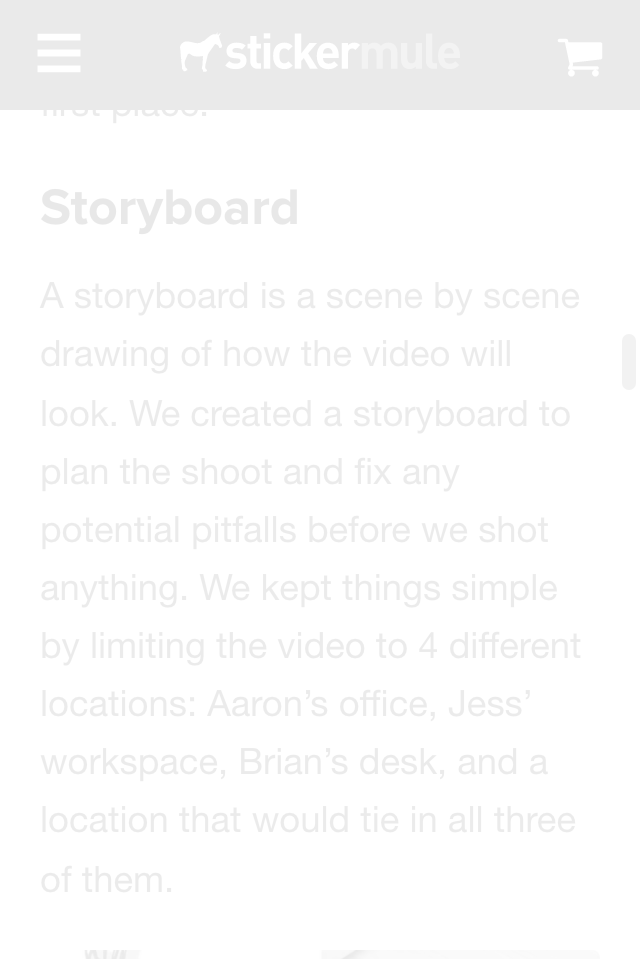 stickermule
first place.
Storyboard
A storyboard is a scene by scene
drawing of how the video will
look. We created a storyboard to
plan the shoot and fix any
potential pitfalls before we shot
anything. We kept things simple
by limiting the video to 4 different
locations: Aaron’s office, Jess’
workspace, Brian’s desk, and a
location that would tie in all three
of them.